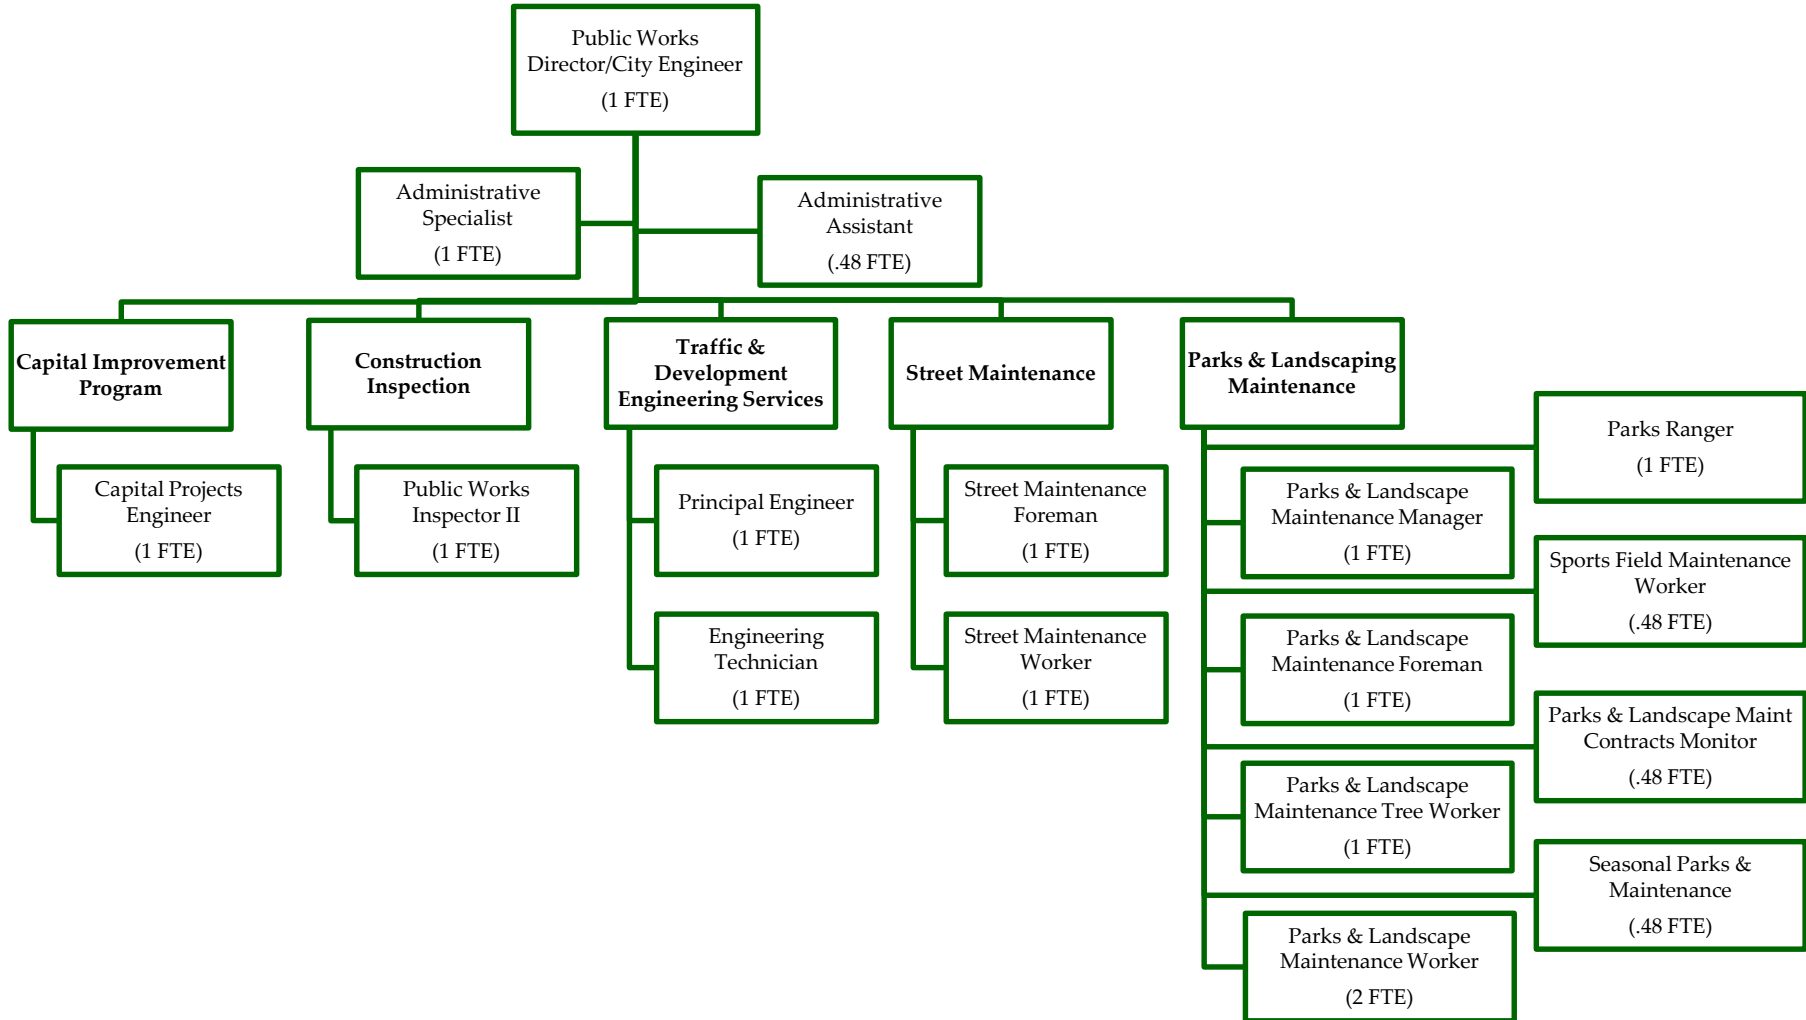 Public Works
Director/City Engineer
(1 FTE)
Administrative
Specialist
(1 FTE)
Administrative
Assistant
(.48 FTE)
Capital Improvement
Program
Construction
Inspection
Traffic &
Development
Engineering Services
Street Maintenance
Parks & Landscaping
Maintenance
Capital Projects
Engineer
(1 FTE)
Public Works
Inspector II
(1 FTE)
Principal Engineer
(1 FTE)
Engineering
Technician
(1 FTE)
Street Maintenance
Foreman
(1 FTE)
Street Maintenance
Worker
(1 FTE)
Parks Ranger
(1 FTE)
Parks & Landscape
Maintenance Manager
(1 FTE)
Sports Field Maintenance
Worker
(.48 FTE)
Parks & Landscape
Maintenance Foreman
(1 FTE)
Parks & Landscape Maint
Contracts Monitor
(.48 FTE)
Parks & Landscape
Maintenance Tree Worker
(1 FTE)
Seasonal Parks &
Maintenance
(.48 FTE)
Parks & Landscape
Maintenance Worker
(2 FTE)